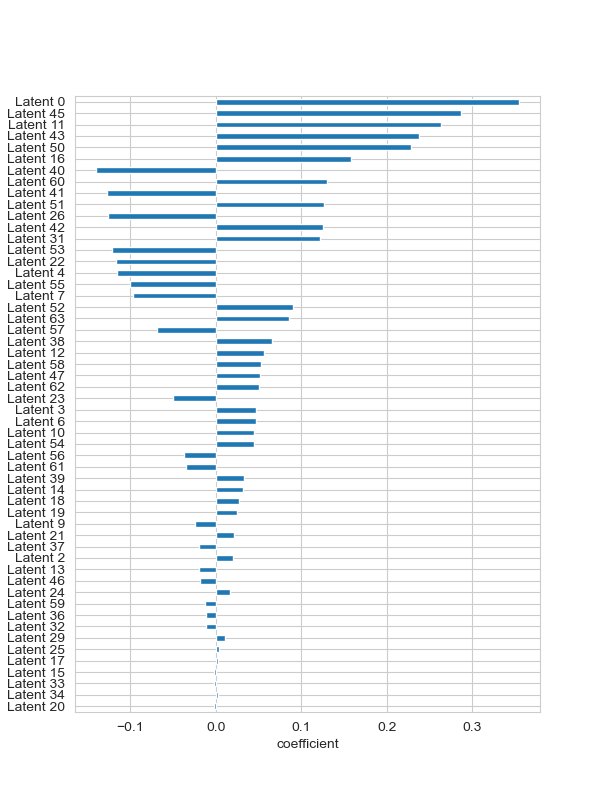 Latent 0
Latent 45
Latent 11
Latent 43
Latent 50
Latent 16
Latent 40
Latent 60
Latent 41
Latent 51
Latent 26
Latent 42
Latent 31
Latent 53
Latent 22
Latent 4
Latent 55
Latent 7
Latent 52
Latent 63
Latent 57
Latent 38
Latent 12
Latent 58
Latent 47
Latent 62
Latent 23
Latent 3
Latent 6
Latent 10
Latent 54
Latent 56
Latent 61
Latent 39
Latent 14
Latent 18
Latent 19
Latent 9
Latent 21
Latent 37
Latent 2
Latent 13
Latent 46
Latent 24
Latent 59
Latent 36
Latent 32
Latent 29
Latent 25
Latent 17
Latent 15
Latent 33
Latent 34
Latent 20
−0.1 0.0 0.1 0.2 0.3
coefficient